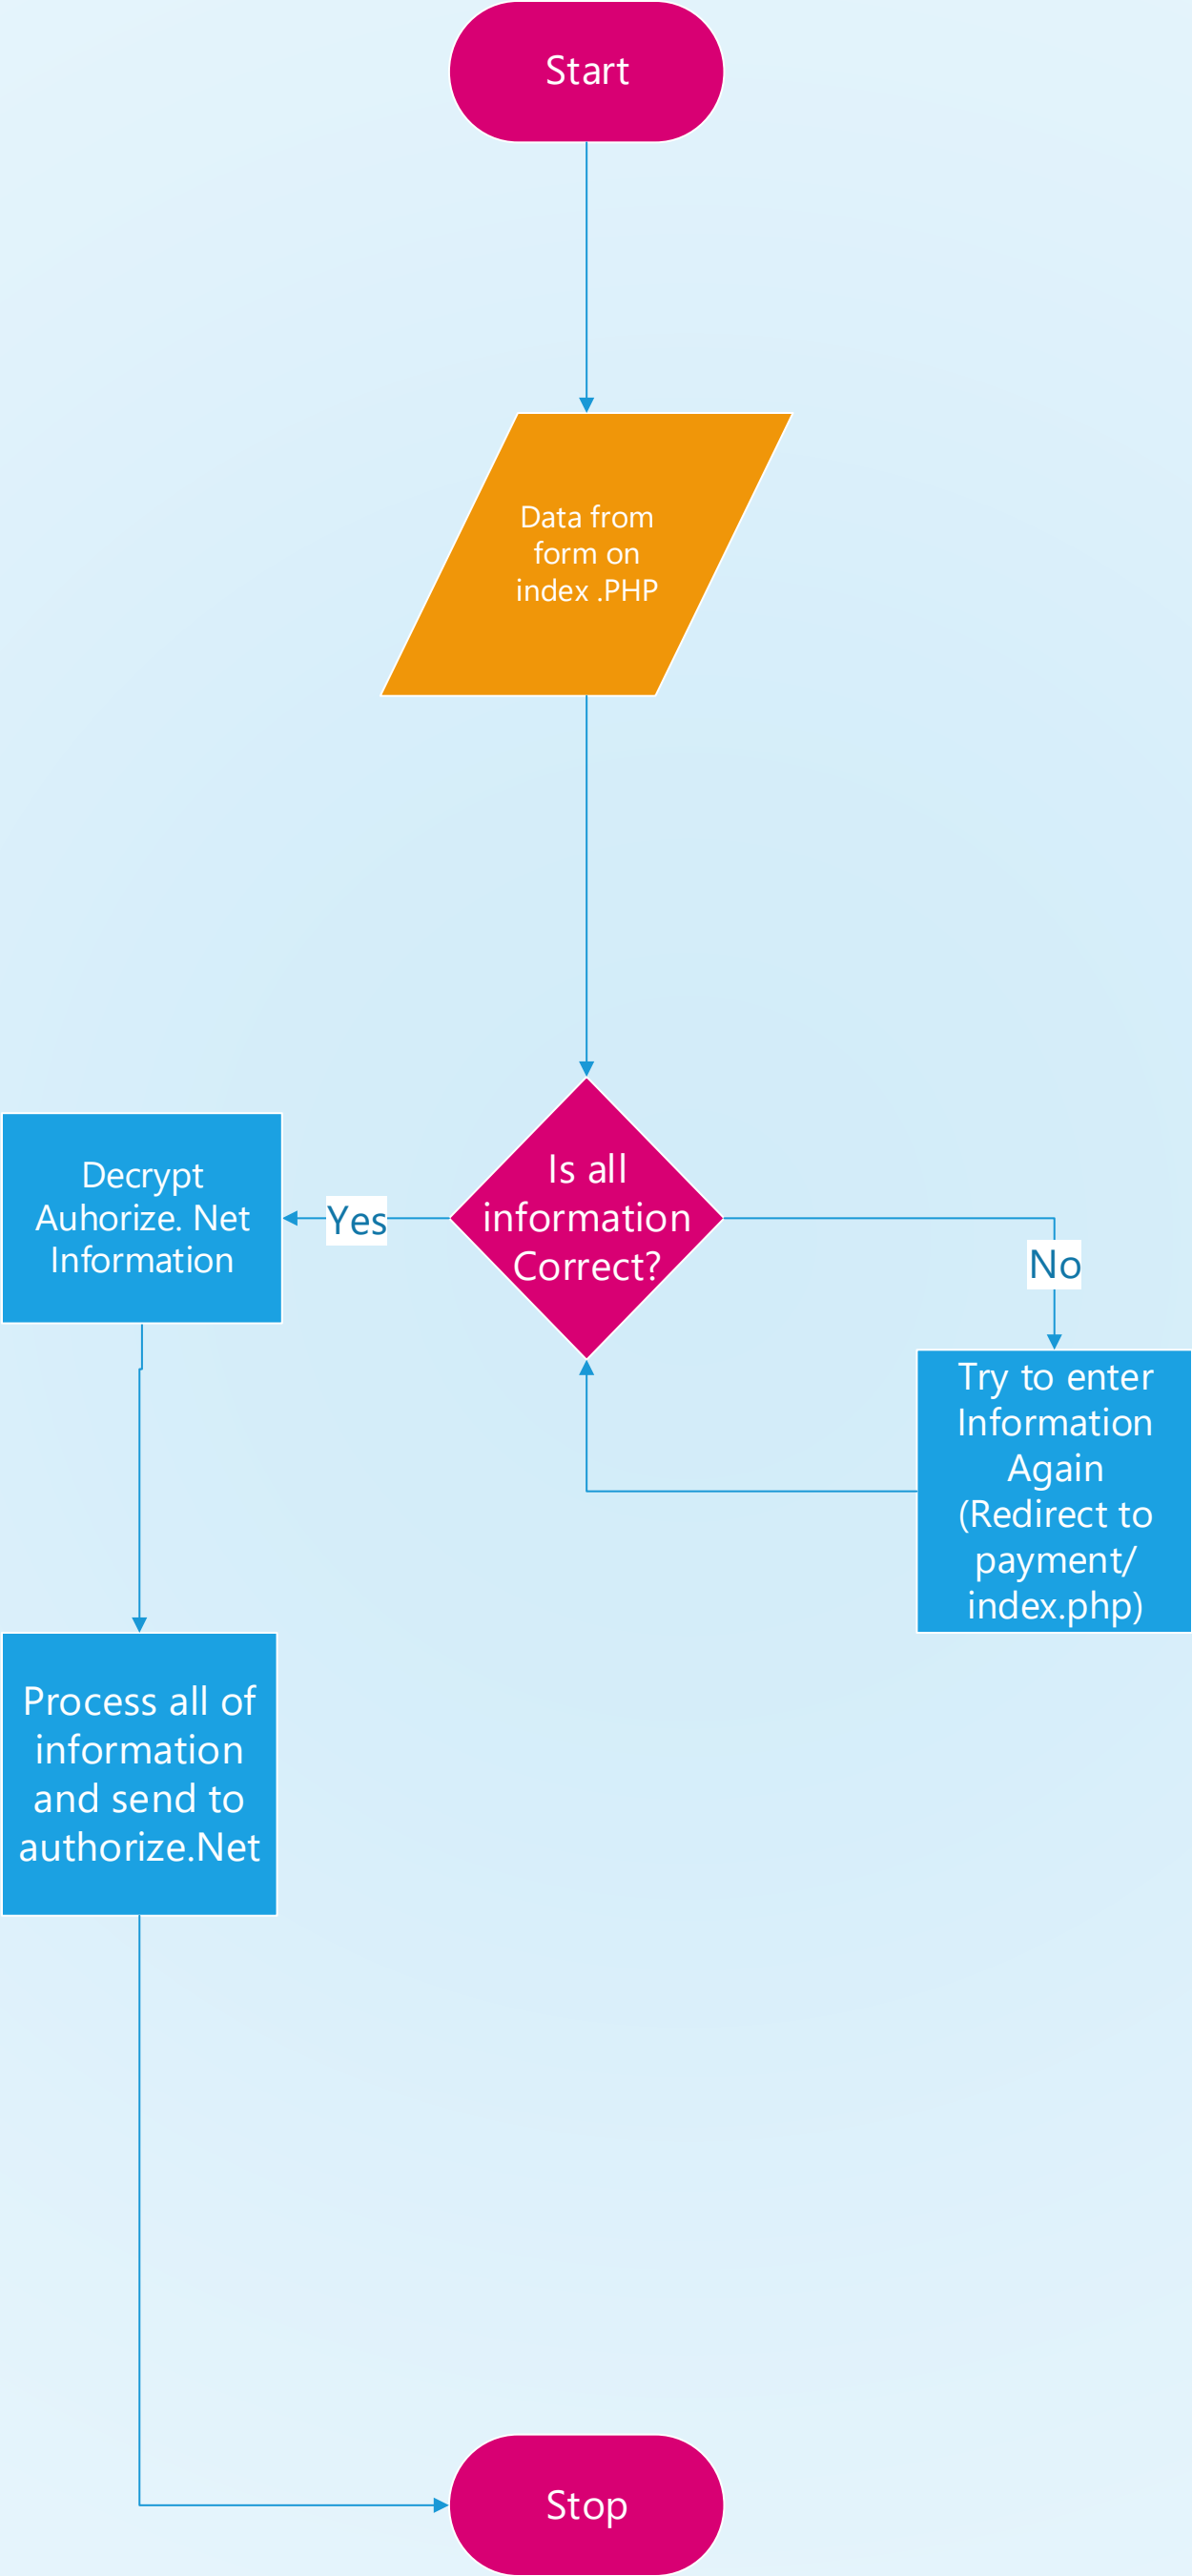 Start
Data from
form on
index .PHP
Is all
information
Correct?
Yes
No
Decrypt
Auhorize. Net
Information
Try to enter
Information
Again
(Redirect to
payment/
index.php)
Process all of
information
and send to
authorize.Net
Stop